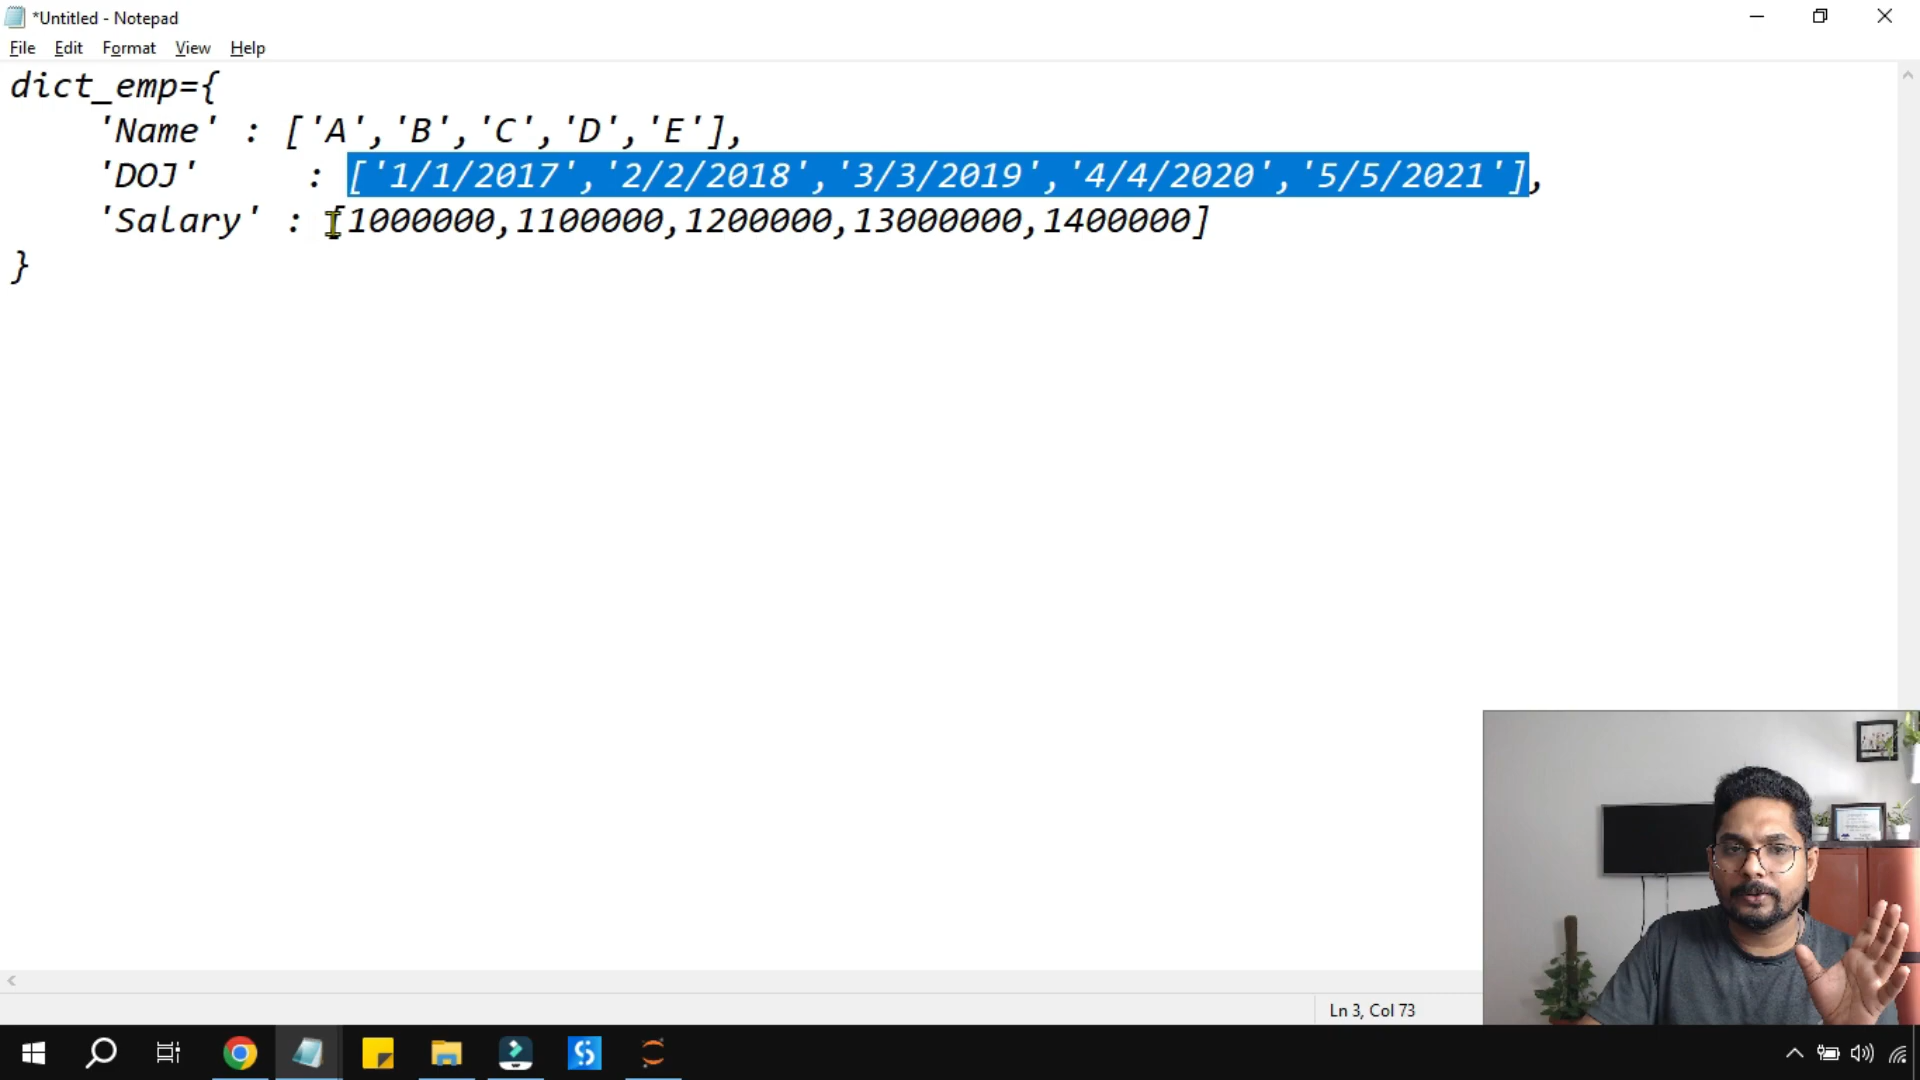 *Untitled - Notepad
File Edit Format View Help
dict_emp={
'Name' : ['A','B','C','D','E'],
'DOJ' : ['1/1/2017','2/2/2018','3/3/2019','4/4/2020','5/5/2021'],
'Salary' : [1000000,1100000,1200000,13000000,1400000]
}
Ln 3, Col 73